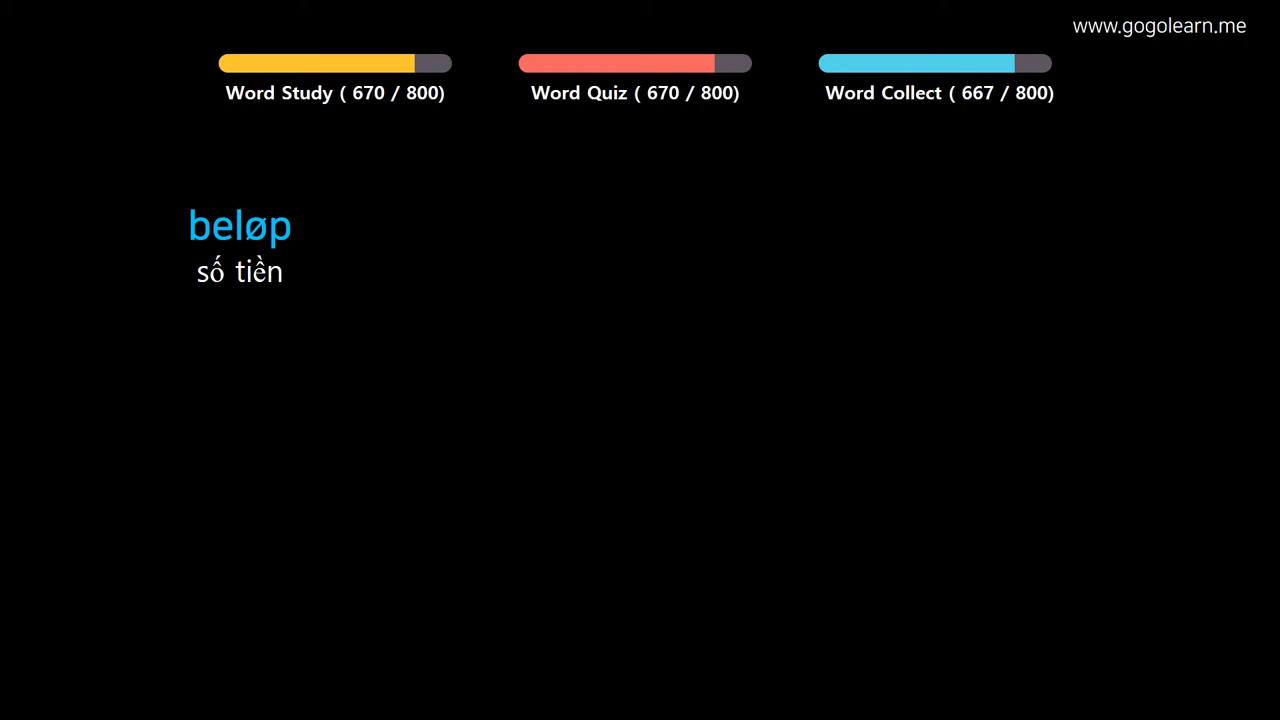 www.gogolearn.me
Word Study ( 670 / 800)
Word Quiz ( 670 / 800)
Word Collect ( 667 / 800)
beløp
số tiền